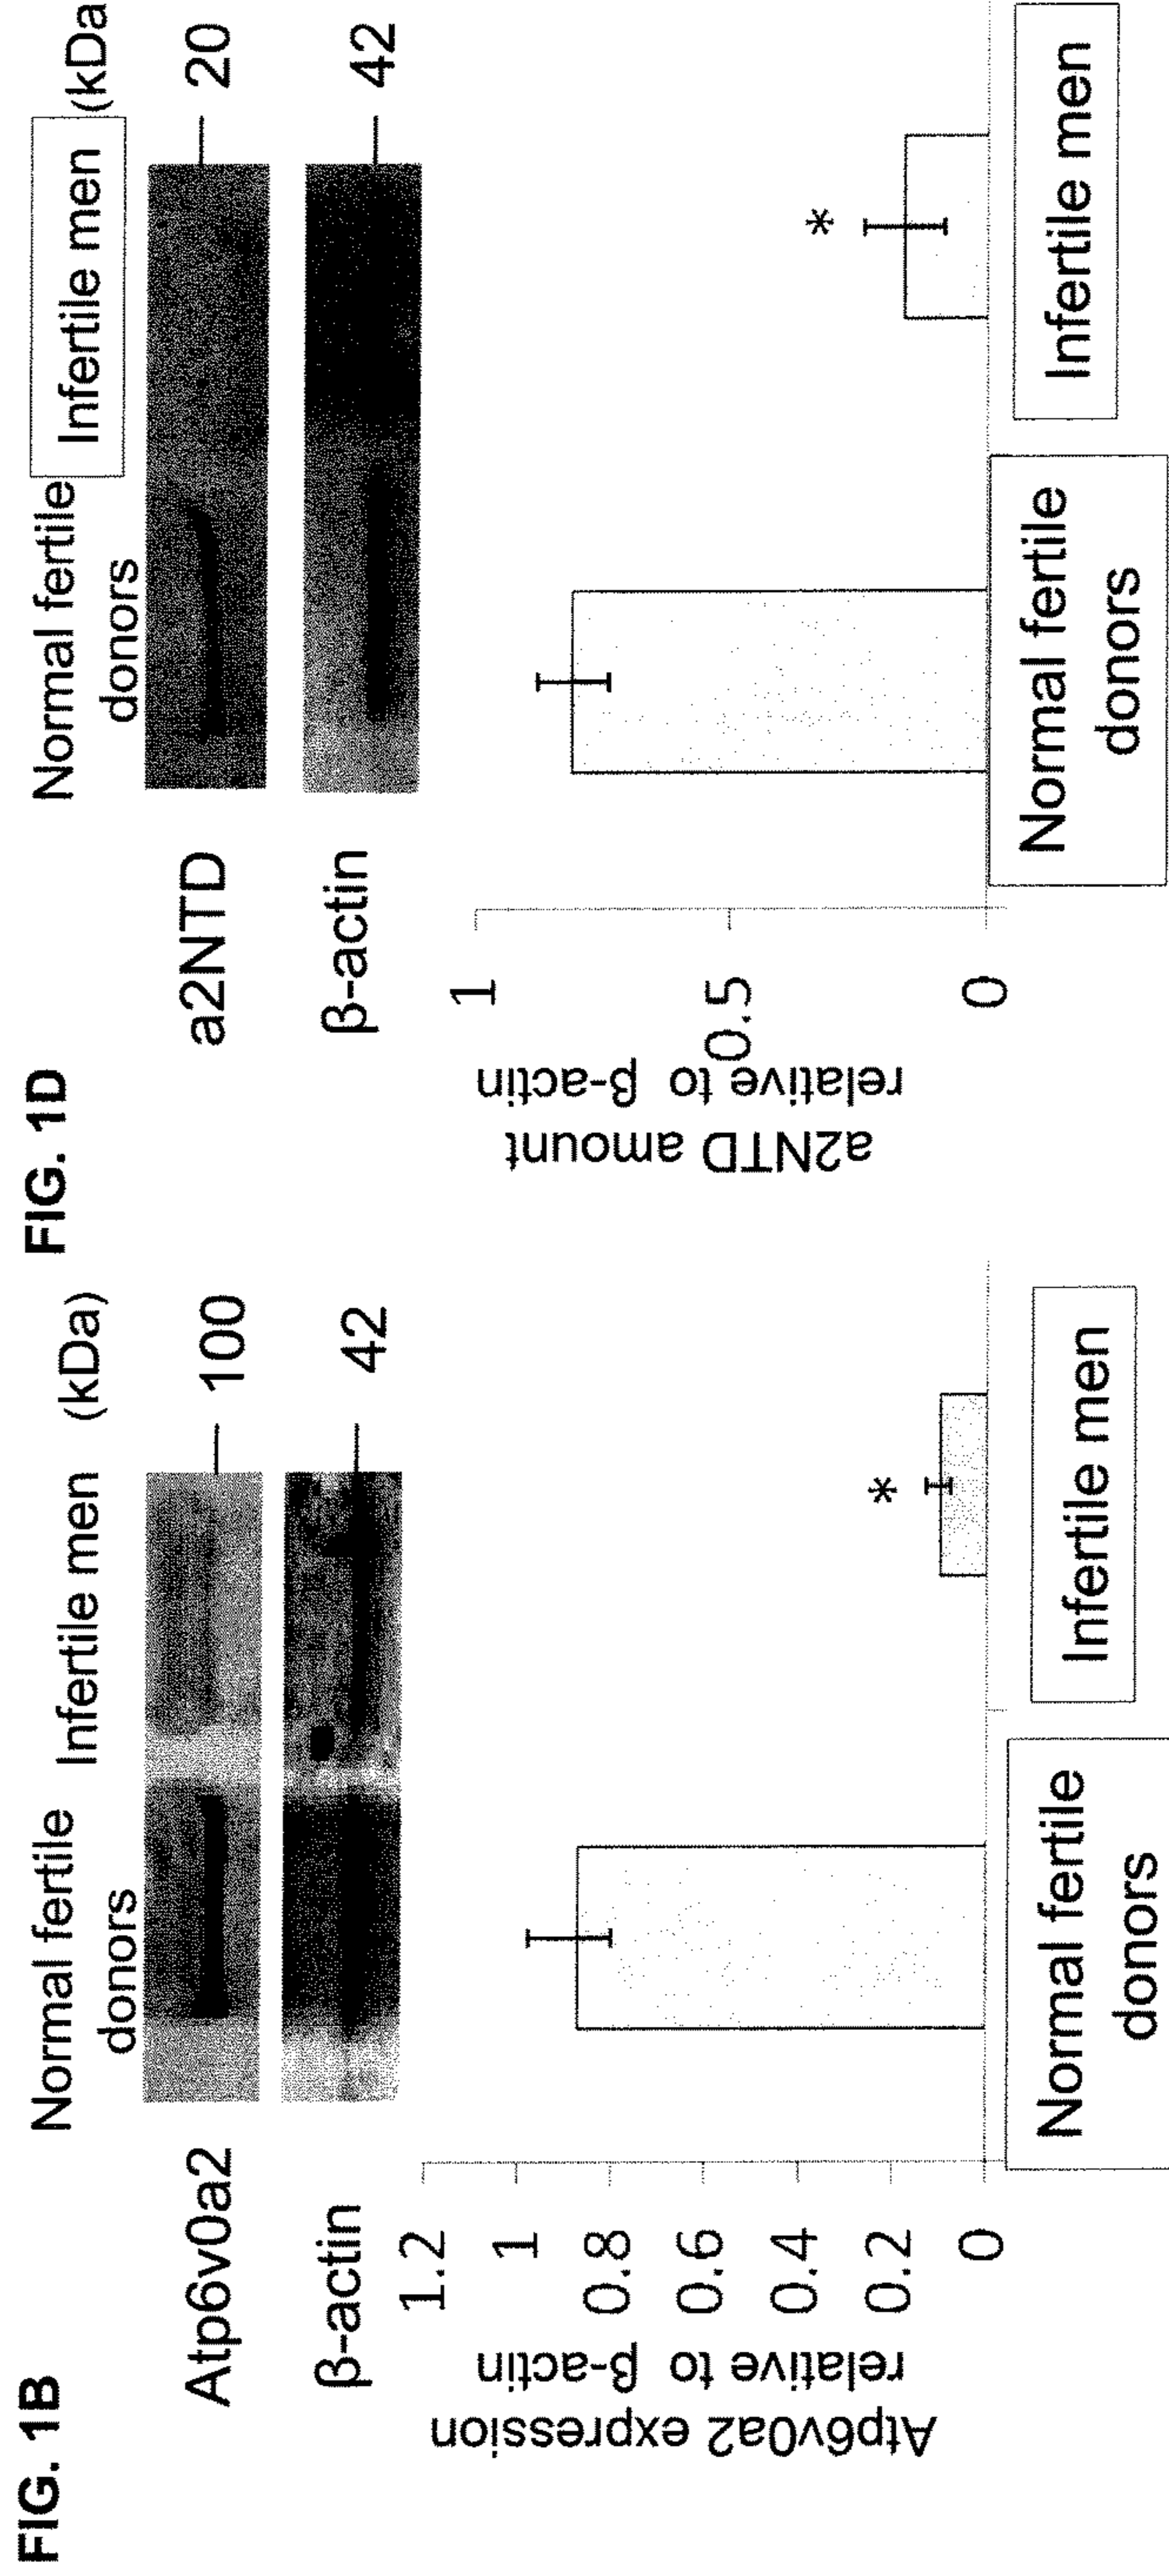 FIG. 1B
Normal fertile
donors
Infertile men
(kDa)
Atp6v0a2
100
β-actin
42
Atp6v0a2 expression
relative to β-actin
1.2
1
0.8
0.6
0.4
0.2
0
*
Normal fertile
donors
Infertile men
FIG. 1D
Normal fertile
donors
Infertile men
(kDa
a2NTD
20
β-actin
42
a2NTD amount
relative to β-actin
1
0.5
0
*
Normal fertile
donors
Infertile men